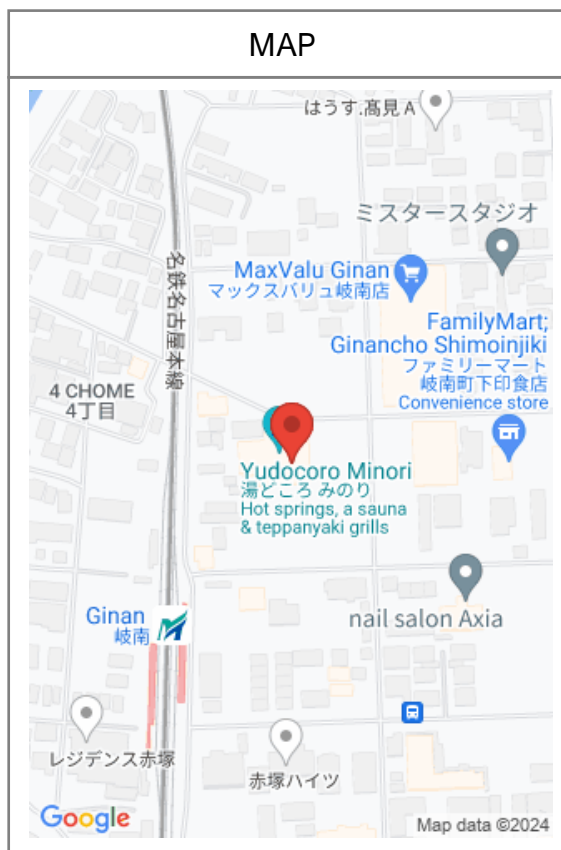 MAP
はうす.髙見 A
ミスタースタジオ
MaxValu Ginan
マックスバリュ岐南店
名鉄名古屋本線
FamilyMart;
Ginancho Shimoinjiki
ファミリーマート
岐南町下印食店
Convenience store
4 CHOME
4丁目
Yudocoro Minori
湯どころ みのり
Hot springs, a sauna
& teppanyaki grills
nail salon Axia
Ginan
岐南
レジデンス赤塚
赤塚ハイツ
Google
Map data ©2024